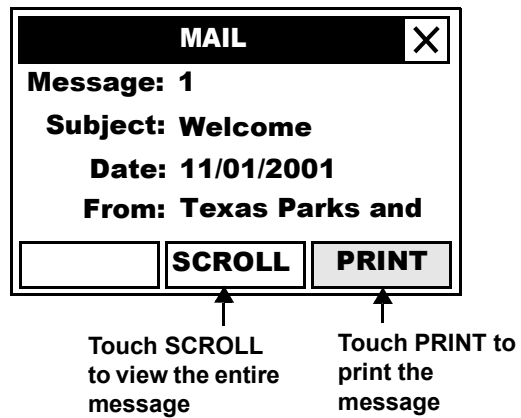 MAIL X
Message: 1
Subject: Welcome
Date: 11/01/2001
From: Texas Parks and
SCROLL PRINT
Touch SCROLL
to view the entire
message
Touch PRINT to
print the
message